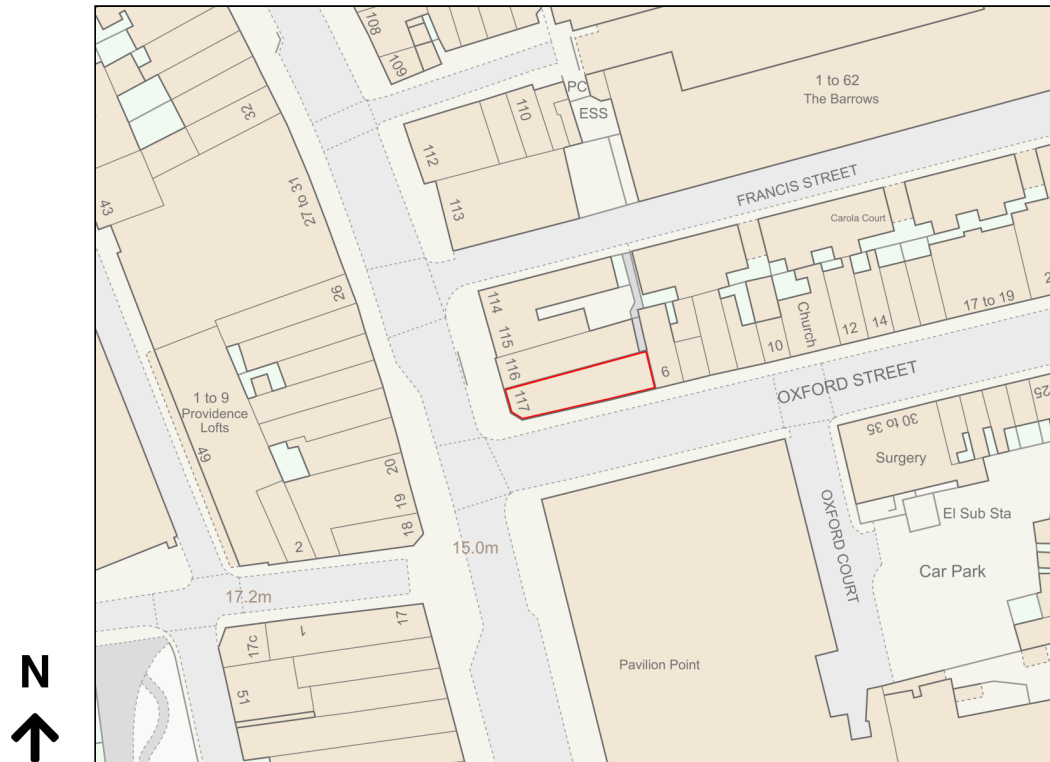 108
109
32
PC
ESS
110
1 to 62
The Barrows
112
113
43
27 to 31
FRANCIS STREET
Carola Court
26
114
115
116
117
6
10
Church
12
14
17 to 19
2
OXFORD STREET
1 to 9
Providence
Lofts
49
20
19
18
2
30 to 35
25
Surgery
OXFORD COURT
El Sub Sta
Car Park
15.0m
17.2m
17c
1
17
51
Pavilion Point
N